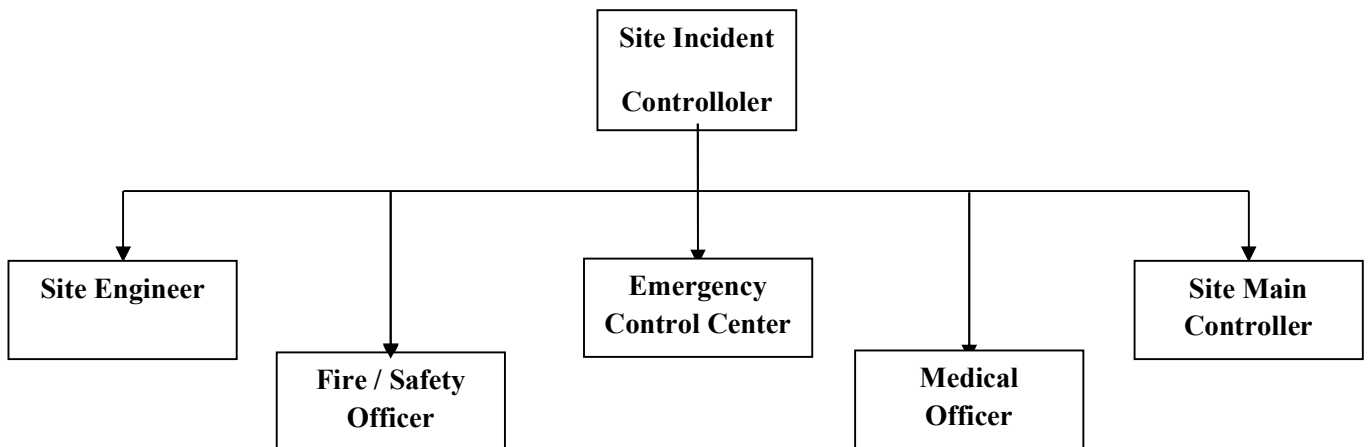 Site Incident
Controlloler
Site Engineer
Emergency
Control Center
Site Main
Controller
Fire / Safety
Officer
Medical
Officer